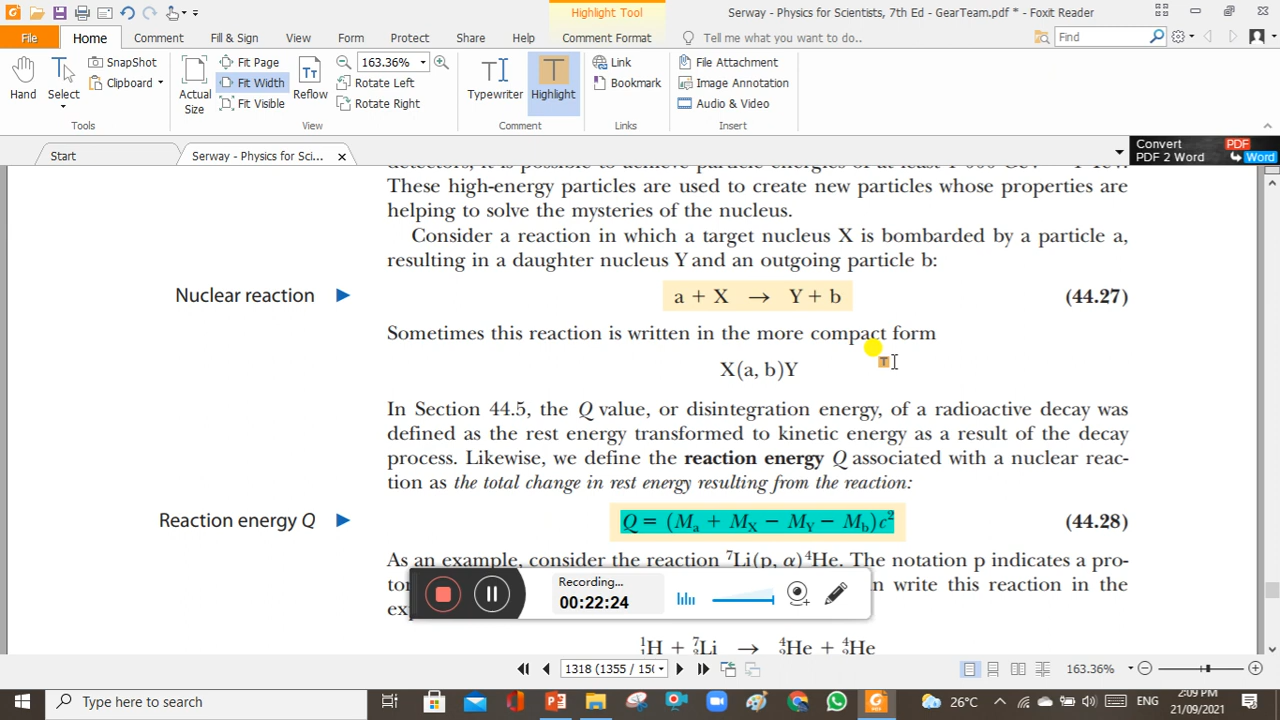 Highlight Tool
Serway - Physics for Scientists, 7th Ed - GearTeam.pdf * - Foxit Reader
File Home Comment Fill & Sign View Form Protect Share Help Comment Format Tell me what you want to do.. Find
Hand
Select
SnapShot
Clipboard
Tools
Actual
Size
Fit Page
Fit Width
Fit Visible
Reflow
163.36%
Rotate Left
Rotate Right
View
Typewriter
Highlight
Comment
Link
Bookmark
Links
File Attachment
Image Annotation
Audio & Video
Insert
Start
Serway - Physics for Sci...
Convert PDF
PDF 2 Word Word
These high-energy particles are used to create new particles whose properties are
helping to solve the mysteries of the nucleus.
Consider a reaction in which a target nucleus X is bombarded by a particle a,
resulting in a daughter nucleus Y and an outgoing particle b:
Nuclear reaction ► a + X → Y + b (44.27)
Sometimes this reaction is written in the more compact form
X(a, b)Y
In Section 44.5, the Q value, or disintegration energy, of a radioactive decay was
defined as the rest energy transformed to kinetic energy as a result of the decay
process. Likewise, we define the reaction energy Q associated with a nuclear reac-
tion as the total change in rest energy resulting from the reaction:
Reaction energy Q ► Q = (Mₐ + M_X − M_Y − M_b)c² (44.28)
As an example, consider the reaction ⁷Li(p, α)⁴He. The notation p indicates a pro-
write this reaction in the
Recording...
00:22:24
¹₁H + ⁷₃Li → ⁴₂He + ⁴₂He
1318 (1355 / 150
163.36%
Type here to search
26°C
ENG
2:09 PM
21/09/2021